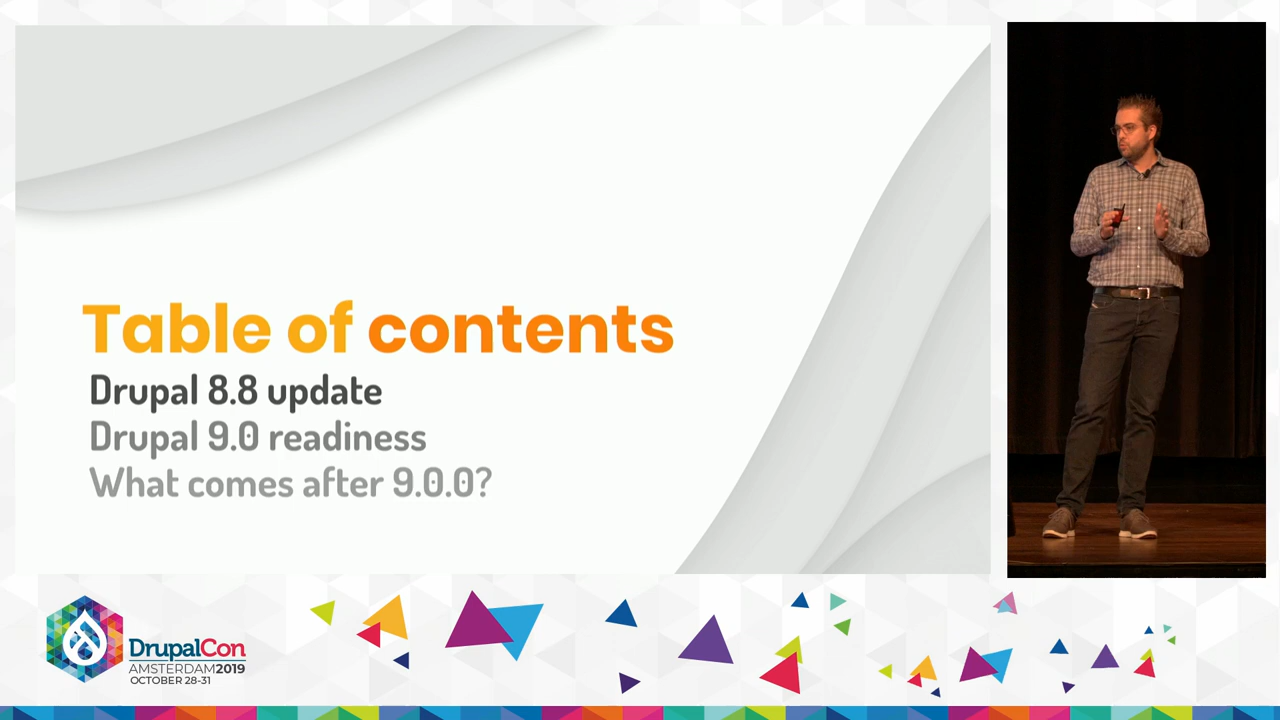 Table of contents
Drupal 8.8 update
Drupal 9.0 readiness
What comes after 9.0.0?
DrupalCon
AMSTERDAM2019
OCTOBER 28-31